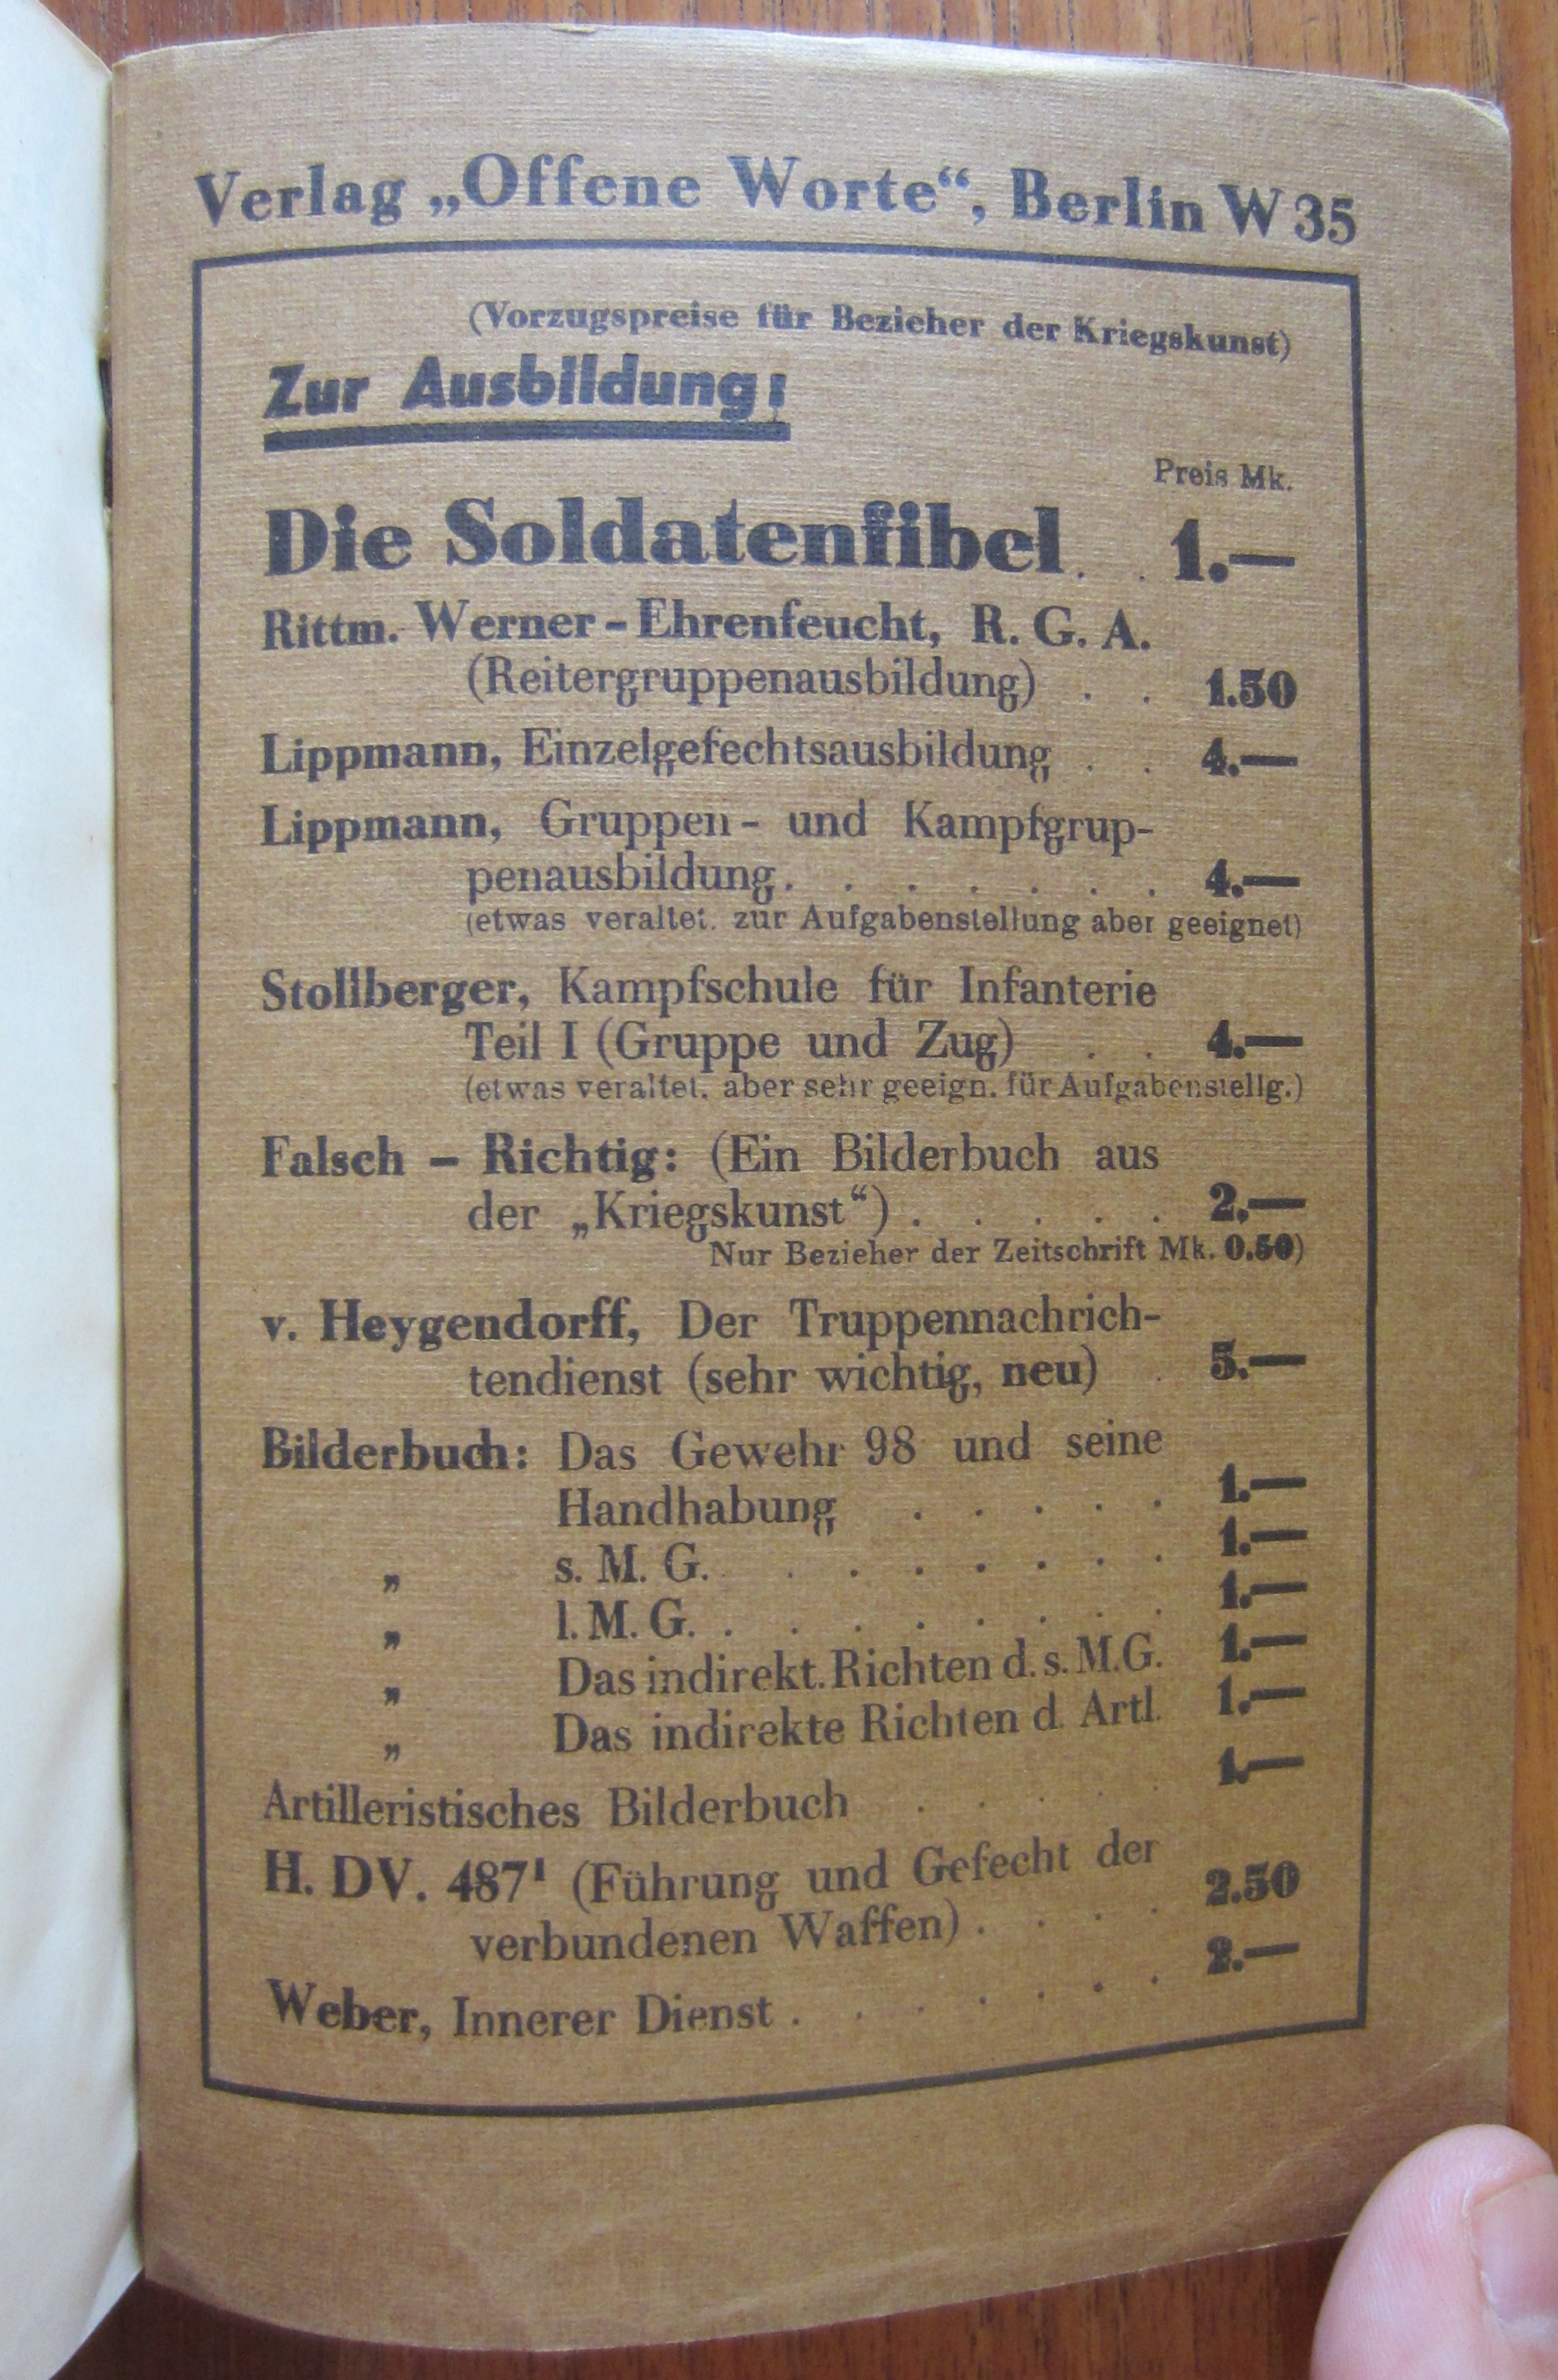 Verlag „Offene Worte“, Berlin W 35
(Vorzugspreise für Bezieher der Kriegskunst)
Zur Ausbildung:
Preis Mk.
Die Soldatenfibel. . 1.—
Rittm. Werner-Ehrenfeucht, R. G. A.
(Reitergruppenausbildung) . . 1.50
Lippmann, Einzelgefechtsausbildung . . 4.—
Lippmann, Gruppen- und Kampfgrup-
penausbildung. . . . . . . 4.—
(etwas veraltet. zur Aufgabenstellung aber geeignet)
Stollberger, Kampfschule für Infanterie
Teil I (Gruppe und Zug) . . 4.—
(etwas veraltet. aber sehr geeign. für Aufgabenstellg.)
Falsch – Richtig: (Ein Bilderbuch aus
der „Kriegskunst“) . . . . . 2.—
Nur Bezieher der Zeitschrift Mk. 0.50)
v. Heygendorff, Der Truppennachrich-
tendienst (sehr wichtig, neu) . 5.—
Bilderbuch: Das Gewehr 98 und seine
Handhabung . . . . . 1.—
„ s. M. G. . . . . . . 1.—
„ l. M. G. . . . . . . . . 1.—
„ Das indirekt. Richten d. s. M.G. 1.—
„ Das indirekte Richten d. Artl. 1.—
Artilleristisches Bilderbuch . . . . 1.—
H. DV. 487¹ (Führung und Gefecht der
verbundenen Waffen) . . . . 2.50
Weber, Innerer Dienst . . . . . . 2.—